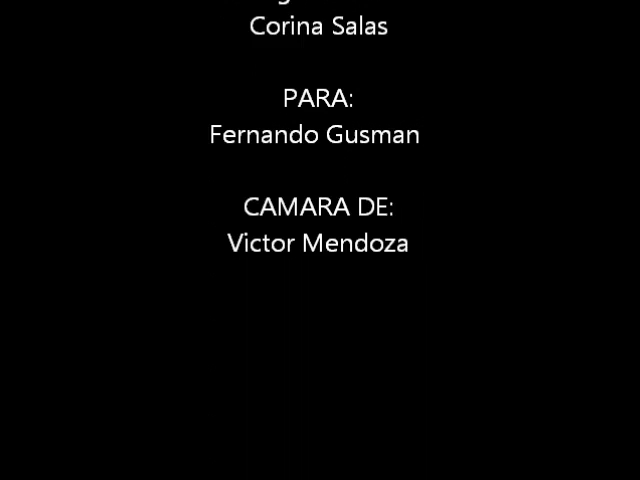 Corina Salas
PARA:
Fernando Gusman
CAMARA DE:
Victor Mendoza